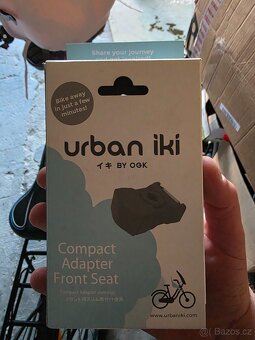 Share your journey
Bike away
in just a few
minutes!
urban iki
イキ BY OGK
Compact
Adapter
Front Seat
www.urbaniki.com
Bazoš.cz